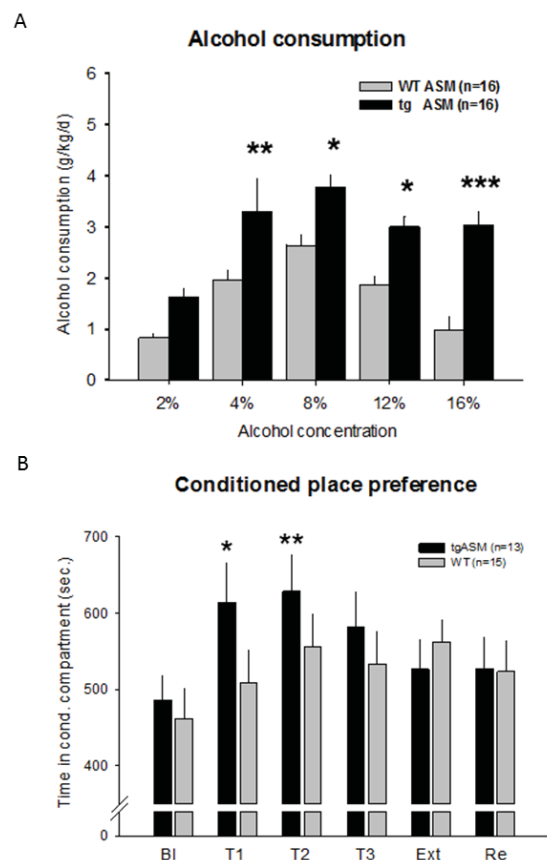 A
Alcohol consumption
WT ASM (n=16)
tg ASM (n=16)
Alcohol consumption (g/kg/d)
6
5
4
3
2
1
0
**
*
*
***
2% 4% 8% 12% 16%
Alcohol concentration
B
Conditioned place preference
tgASM (n=13)
WT (n=15)
Time in cond. compartment (sec.)
700
600
500
400
0
*
**
Bl T1 T2 T3 Ext Re